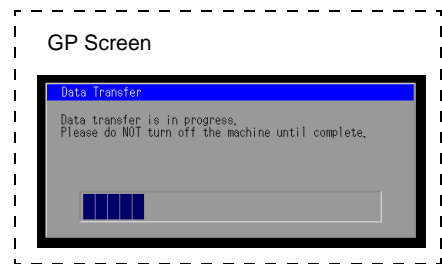 GP Screen
Data Transfer
Data transfer is in progress.
Please do NOT turn off the machine until complete.